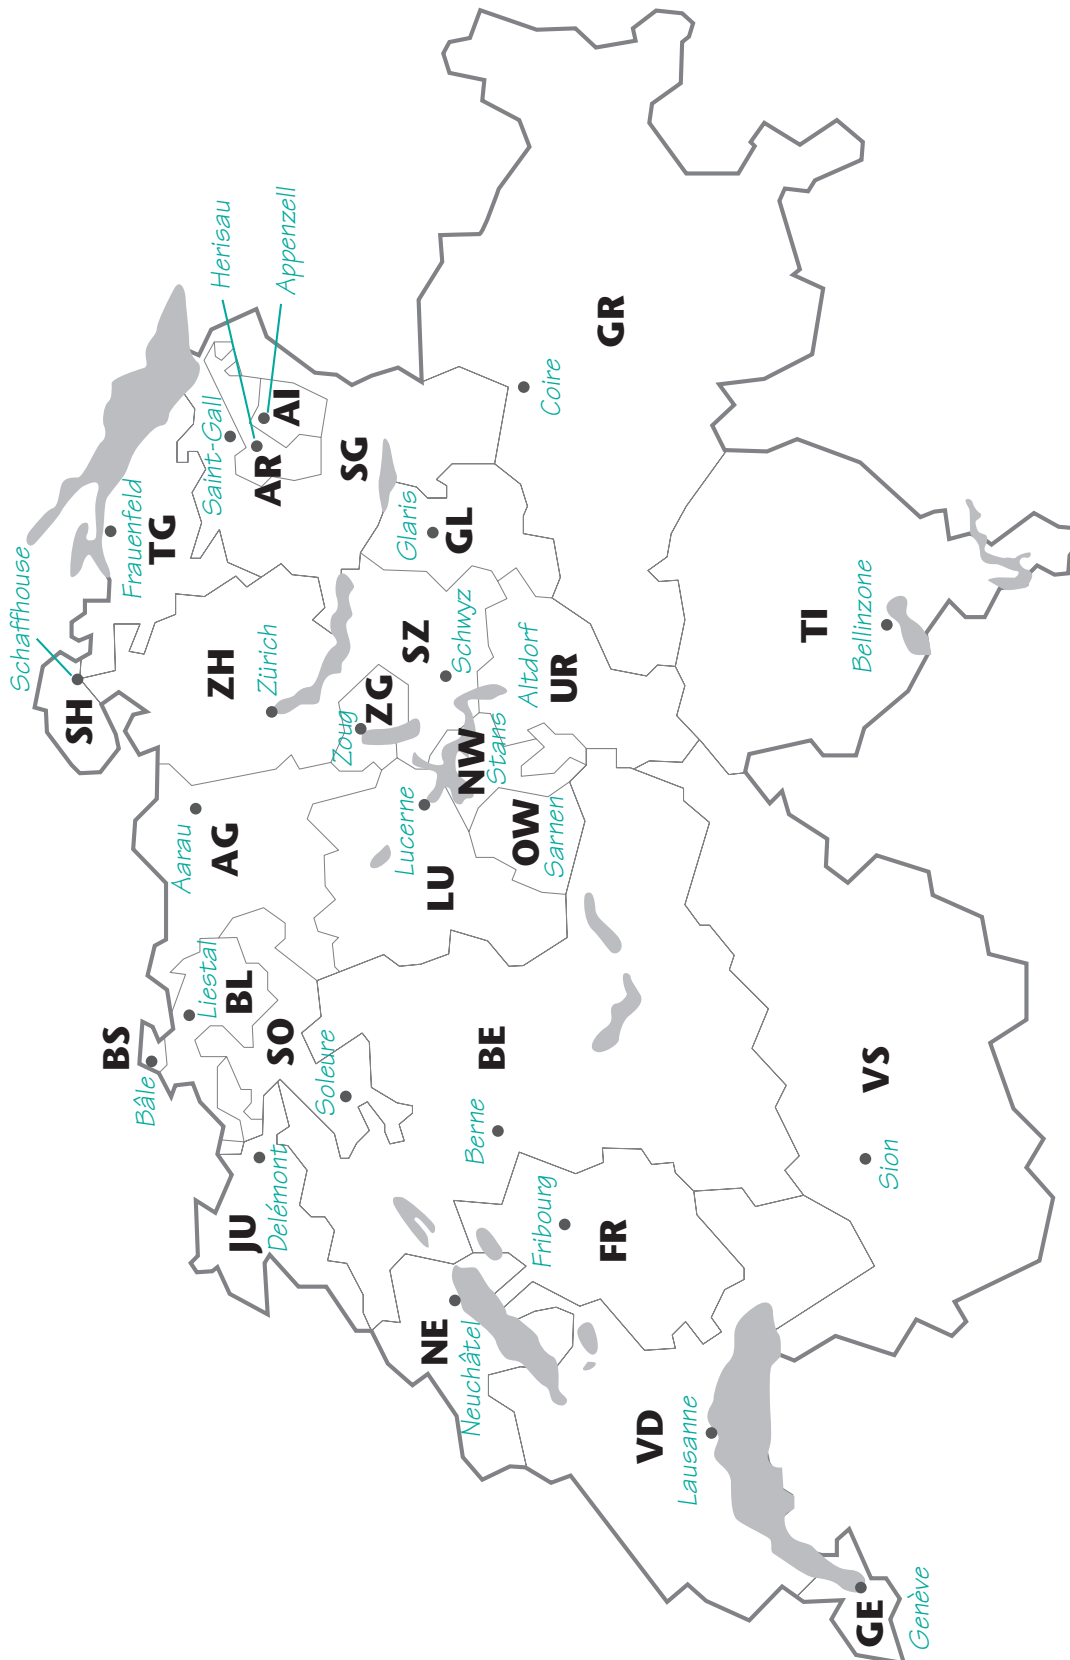 Schaffhouse
SH
Frauenfeld
TG
Herisau
Appenzell
Saint-Gall
AR
AI
SG
Zürich
ZH
Aarau
AG
BS
Bâle
Liestal
BL
SO
Soleure
JU
Delémont
Zoug
ZG
SZ
Schwyz
Glaris
GL
Coire
GR
Altdorf
UR
NW
Stans
OW
Sarnen
Lucerne
LU
BE
Berne
Fribourg
FR
NE
Neuchâtel
VD
Lausanne
GE
Genève
VS
Sion
TI
Bellinzone